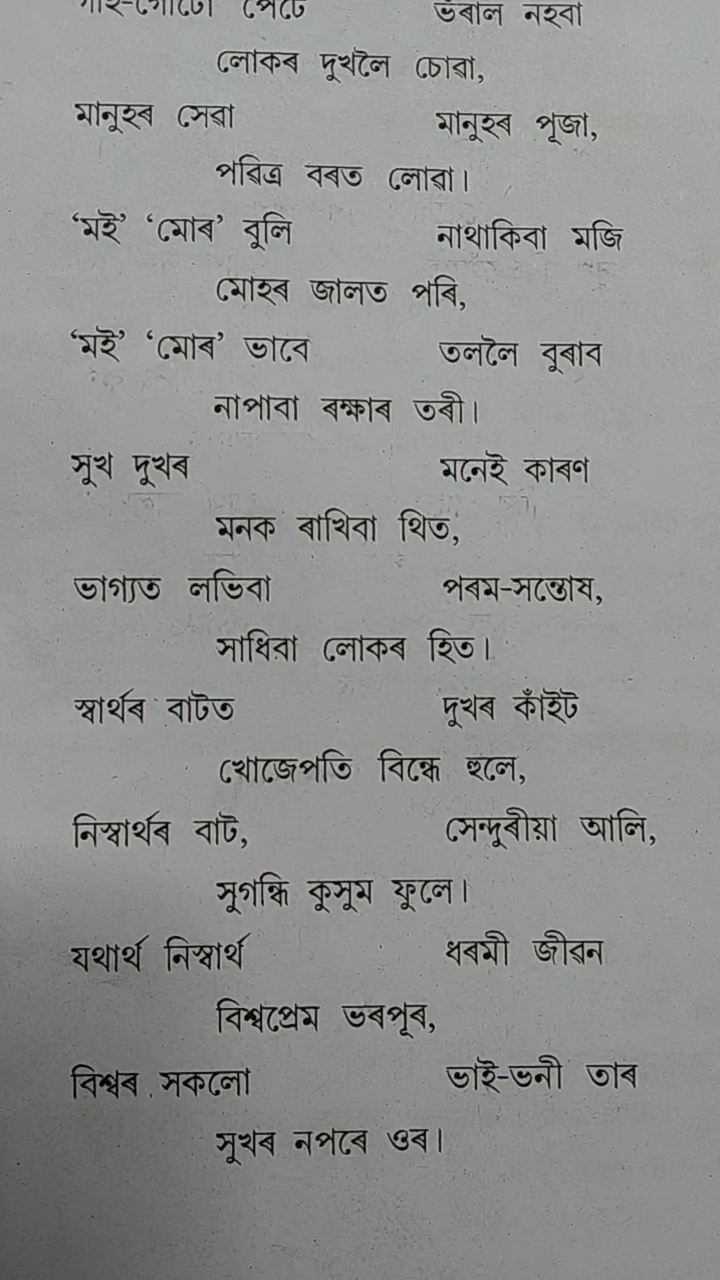 পেটে ভঁৰাল নহবা
লোকৰ দুখলৈ চোৱা,
মানুহৰ সেৱা মানুহৰ পূজা,
পৱিত্ৰ বৰত লোৱা।
‘মই’ ‘মোৰ’ বুলি নাথাকিবা মজি
মোহৰ জালত পৰি,
‘মই’ ‘মোৰ’ ভাবে তললৈ বুৰাব
নাপাবা ৰক্ষাৰ তৰী।
সুখ দুখৰ মনেই কাৰণ
মনক ৰাখিবা থিত,
ভাগ্যত লভিবা পৰম-সন্তোষ,
সাধিবা লোকৰ হিত।
স্বাৰ্থৰ বাটত দুখৰ কাঁইট
খোজেপতি বিন্ধে হুলে,
নিস্বাৰ্থৰ বাট, সেন্দুৰীয়া আলি,
সুগন্ধি কুসুম ফুলে।
যথাৰ্থ নিস্বাৰ্থ ধৰমী জীৱন
বিশ্বপ্ৰেম ভৰপূৰ,
বিশ্বৰ সকলো ভাই-ভনী তাৰ
সুখৰ নপৰে ওৰ।